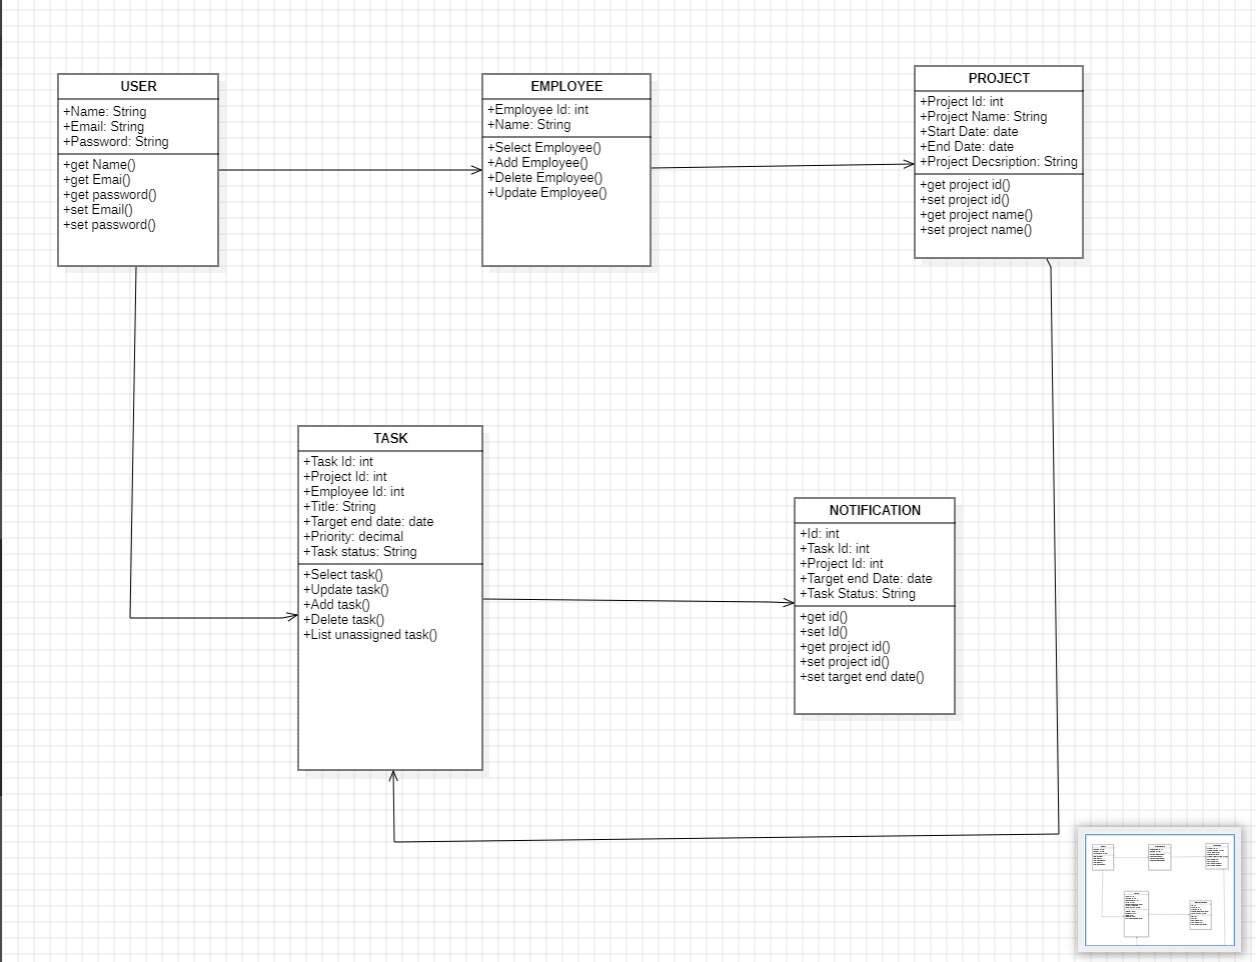 USER
+Name: String
+Email: String
+Password: String
+get Name()
+get Emai()
+get password()
+set Email()
+set password()
EMPLOYEE
+Employee Id: int
+Name: String
+Select Employee()
+Add Employee()
+Delete Employee()
+Update Employee()
PROJECT
+Project Id: int
+Project Name: String
+Start Date: date
+End Date: date
+Project Decsription: String
+get project id()
+set project id()
+get project name()
+set project name()
TASK
+Task Id: int
+Project Id: int
+Employee Id: int
+Title: String
+Target end date: date
+Priority: decimal
+Task status: String
+Select task()
+Update task()
+Add task()
+Delete task()
+List unassigned task()
NOTIFICATION
+Id: int
+Task Id: int
+Project Id: int
+Target end Date: date
+Task Status: String
+get id()
+set Id()
+get project id()
+set project id()
+set target end date()